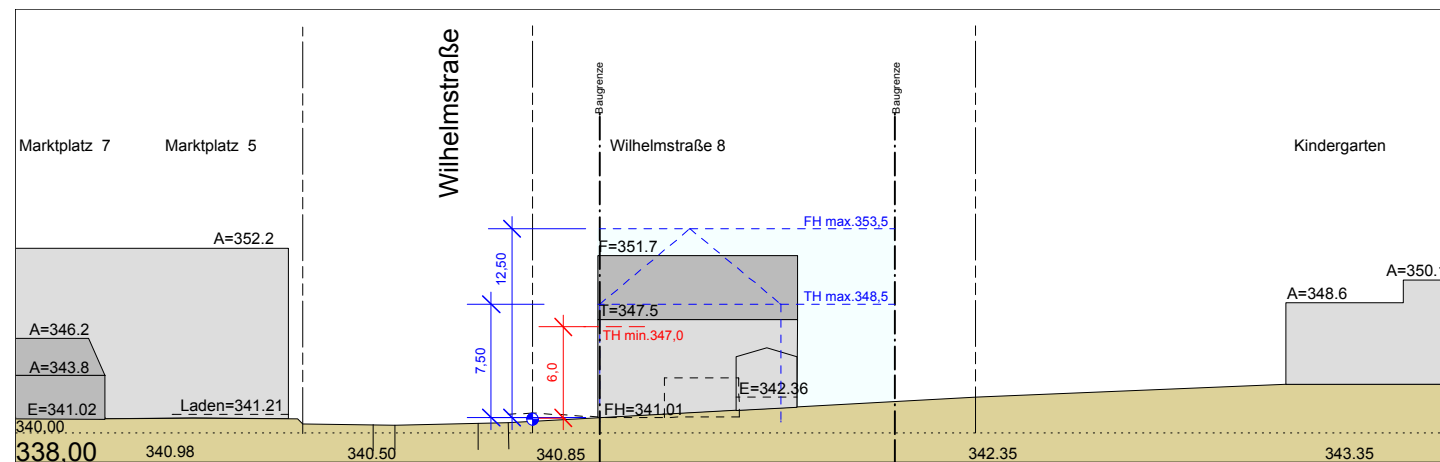 Wilhelmstraße
Baugrenze
Baugrenze
Marktplatz 7
Marktplatz 5
Wilhelmstraße 8
Kindergarten
FH max.353,5
A=352.2
F=351.7
12,50
A=350.
TH max.348,5
A=348.6
T=347.5
A=346.2
TH min.347,0
7,50
6,0
A=343.8
E=342.36
Laden=341.21
E=341.02
FH=341.01
340,00
338,00
340.98
340.50
340.85
342.35
343.35